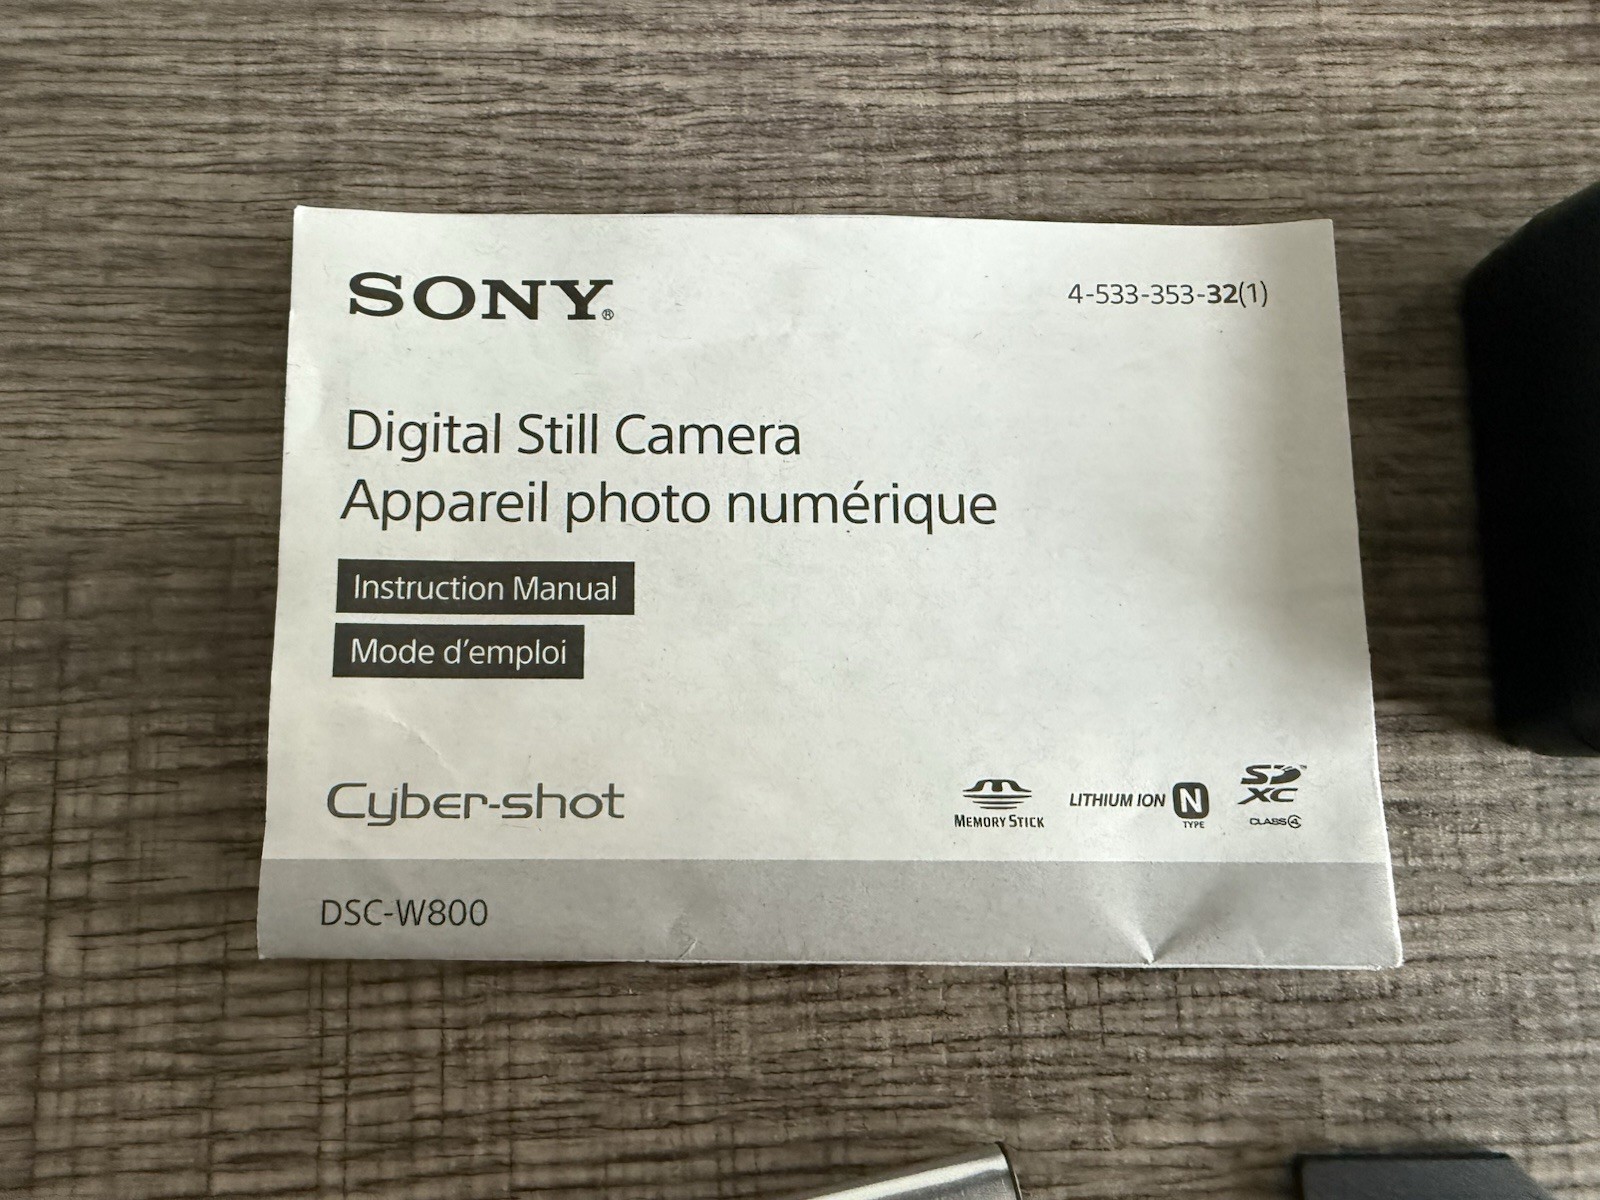 SONY®
4-533-353-32(1)
Digital Still Camera
Appareil photo numérique
Instruction Manual
Mode d'emploi
Cyber-shot
MEMORY STICK
LITHIUM ION N TYPE
SD XC CLASS 4
DSC-W800